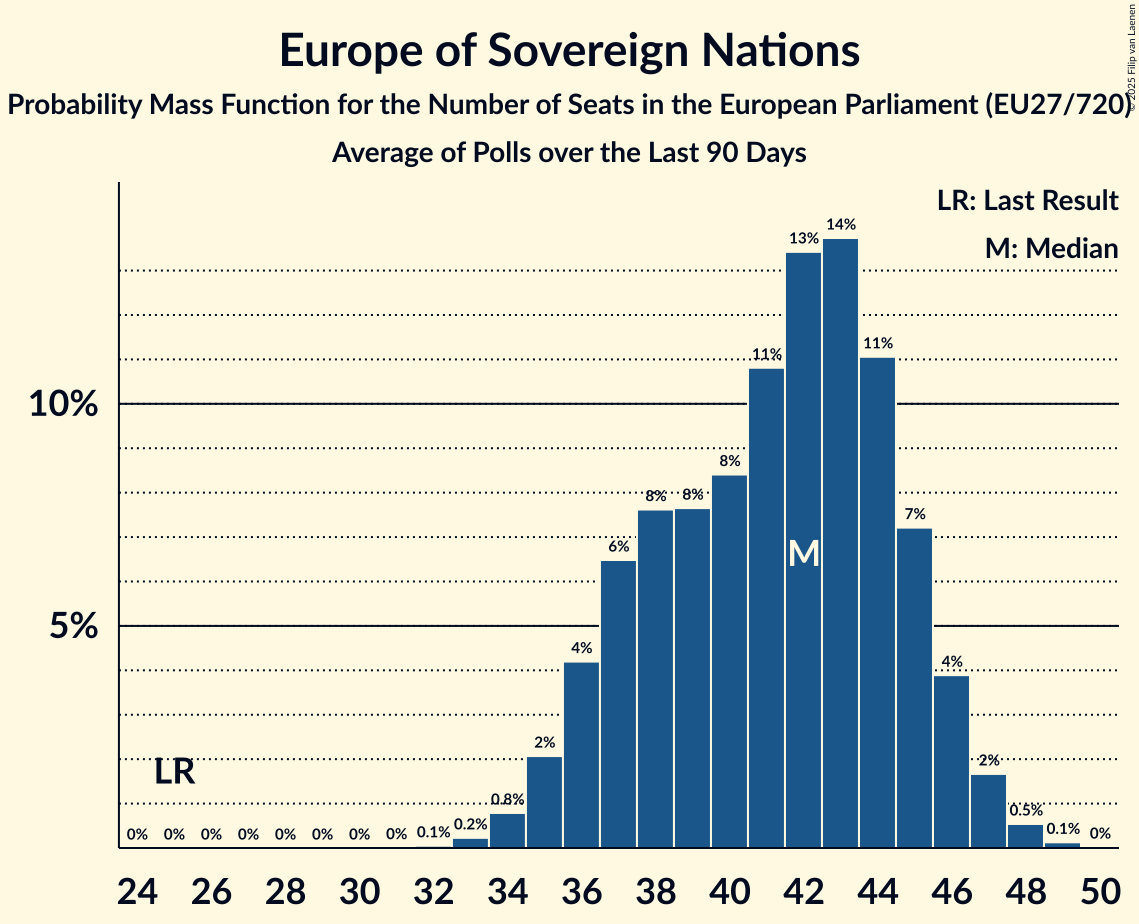 Europe of Sovereign Nations
Probability Mass Function for the Number of Seats in the European Parliament (EU27/720)
Average of Polls over the Last 90 Days
© 2025 Filip van Laenen
LR: Last Result
M: Median
14%
13%
11%
11%
10%
8%
8%
8%
7%
6%
M
5%
4%
4%
2%
2%
LR
0.8%
0.5%
0% 0% 0% 0% 0% 0% 0% 0% 0.1% 0.2% 0.1% 0%
24 26 28 30 32 34 36 38 40 42 44 46 48 50